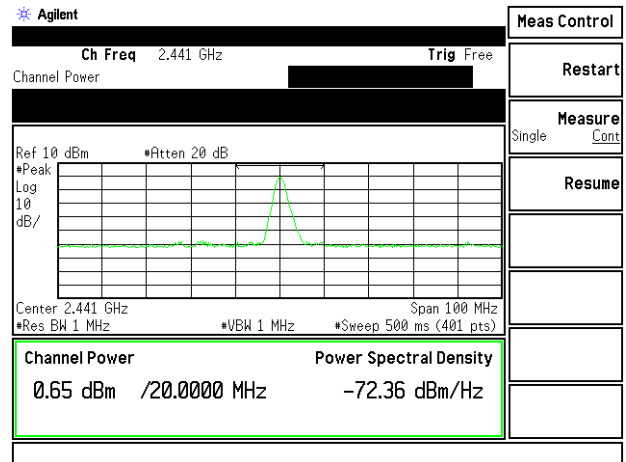 Agilent
Meas Control
Ch Freq 2.441 GHz Trig Free
Channel Power
Restart
Measure
Single Cont
Resume
Ref 10 dBm #Atten 20 dB
#Peak
Log
10
dB/
Center 2.441 GHz Span 100 MHz
#Res BW 1 MHz #VBW 1 MHz #Sweep 500 ms (401 pts)
Channel Power Power Spectral Density
0.65 dBm /20.0000 MHz -72.36 dBm/Hz